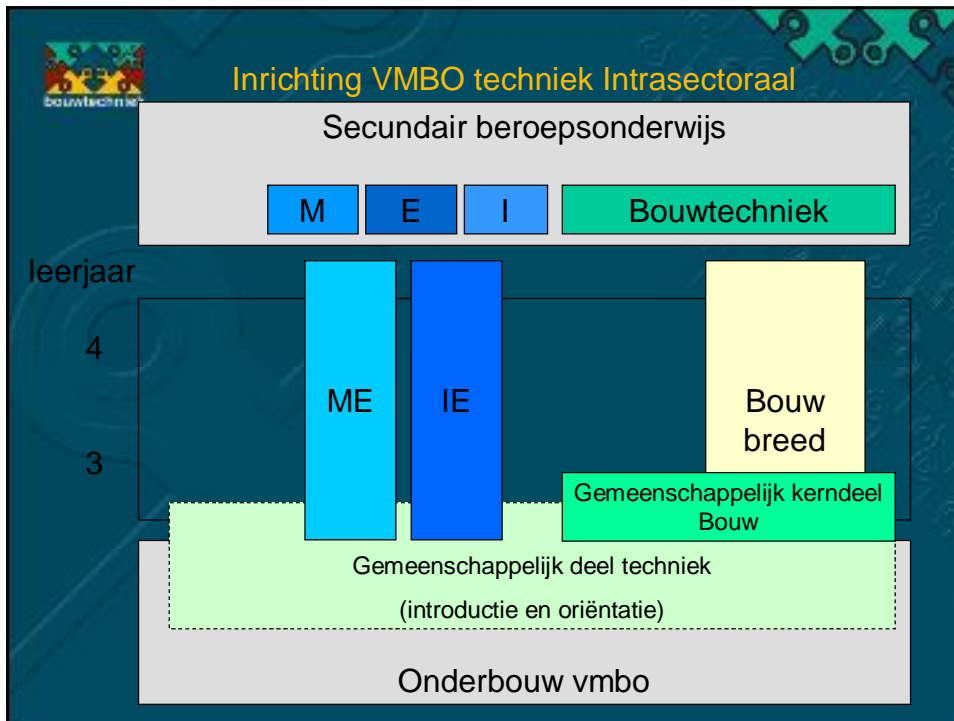 Inrichting VMBO techniek Intrasectoraal
bouwtechniek
Secundair beroepsonderwijs
M E I Bouwtechniek
leerjaar
4
3
ME IE Bouw
breed
Gemeenschappelijk kerndeel
Bouw
Gemeenschappelijk deel techniek
(introductie en oriëntatie)
Onderbouw vmbo